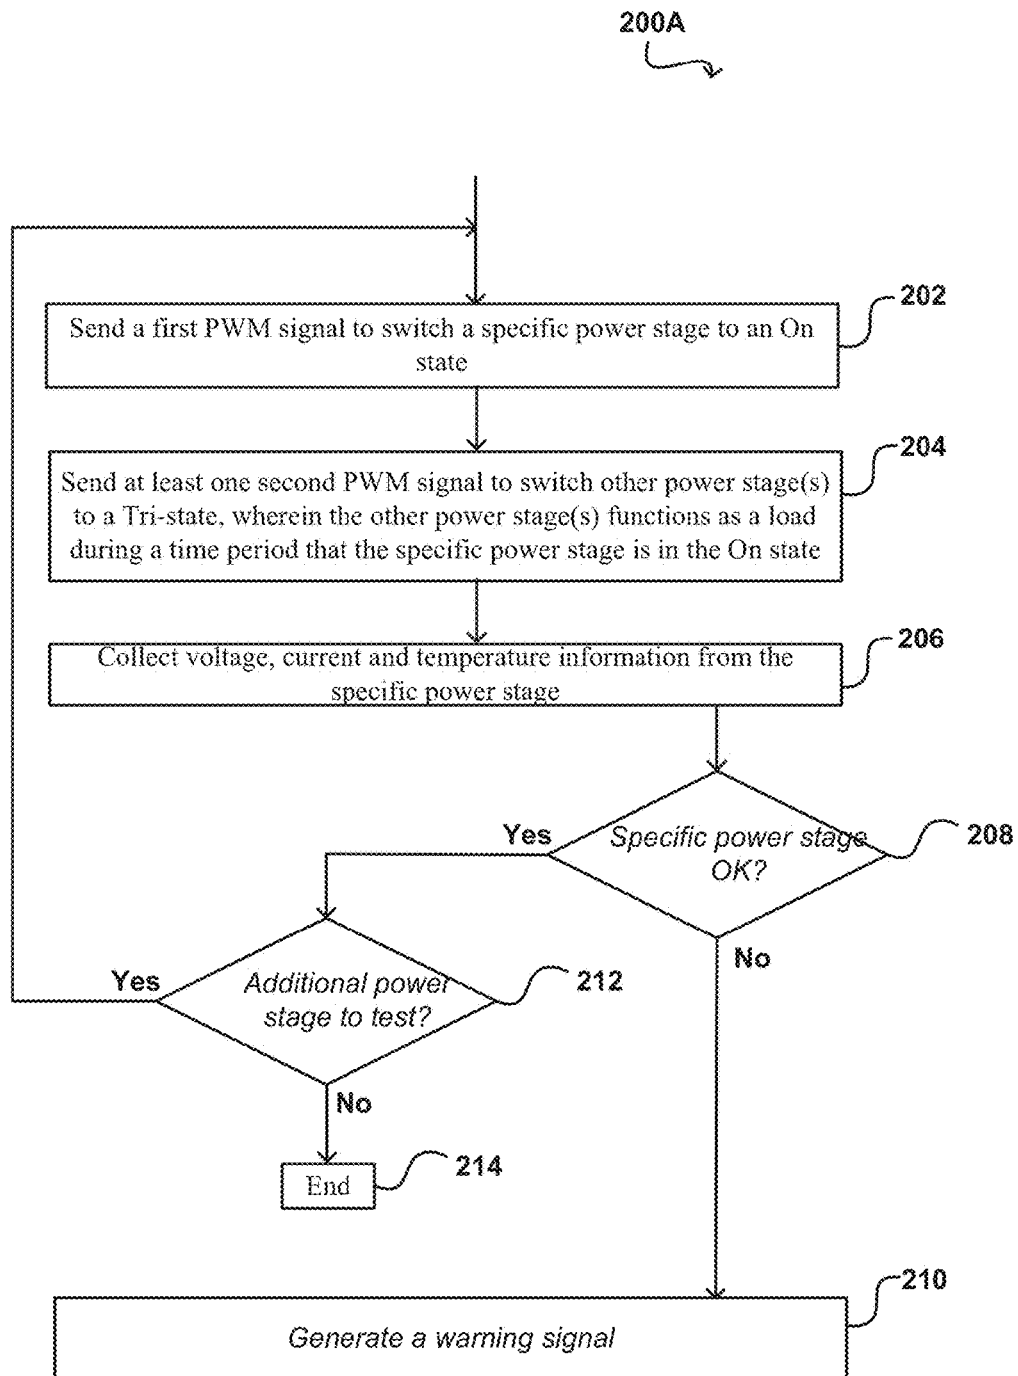 200A
202
Send a first PWM signal to switch a specific power stage to an On
state
204
Send at least one second PWM signal to switch other power stage(s)
to a Tri-state, wherein the other power stage(s) functions as a load
during a time period that the specific power stage is in the On state
206
Collect voltage, current and temperature information from the
specific power stage
Yes
Specific power stage
OK?
208
No
Yes
Additional power
stage to test?
212
No
End
214
210
Generate a warning signal